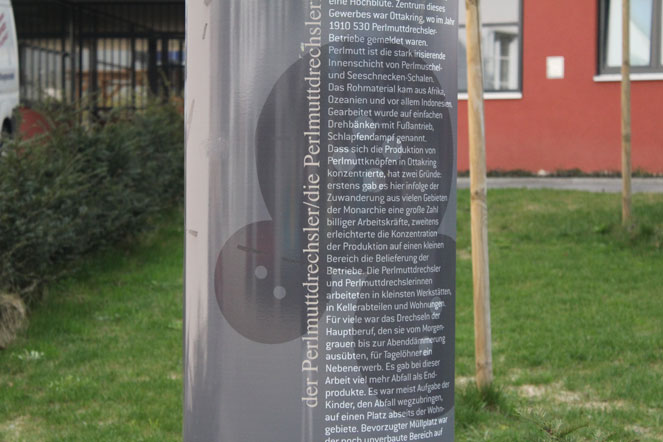 der Perlmuttdrechsler/die Perlmuttdrechsler
eine Hochblüte. Zentrum dieses
Gewerbes war Ottakring, wo im Jahr
1910 530 Perlmuttdrechsler-
Betriebe gemeldet waren.
Perlmutt ist die stark irisierende
Innenschicht von Perlmuschel-
und Seeschnecken-Schalen.
Das Rohmaterial kam aus Afrika,
Ozeanien und vor allem Indonesien.
Gearbeitet wurde auf einfachen
Drehbänken mit Fußantrieb,
Schlapfendampf genannt.
Dass sich die Produktion von
Perlmuttknöpfen in Ottakring
konzentrierte, hat zwei Gründe:
erstens gab es hier infolge der
Zuwanderung aus vielen Gebieten
der Monarchie eine große Zahl
billiger Arbeitskräfte, zweitens
erleichterte die Konzentration
der Produktion auf einen kleinen
Bereich die Belieferung der
Betriebe. Die Perlmuttdrechsler
und Perlmuttdrechslerinnen
arbeiteten in kleinsten Werkstätten,
in Kellerabteilen und Wohnungen.
Für viele war das Drechseln der
Hauptberuf, den sie vom Morgen-
grauen bis zur Abenddämmerung
ausübten, für Tagelöhner ein
Nebenerwerb. Es gab bei dieser
Arbeit viel mehr Abfall als End-
produkte. Es war meist Aufgabe der
Kinder, den Abfall wegzubringen,
auf einen Platz abseits der Wohn-
gebiete. Bevorzugter Müllplatz war
der noch unverbaute Bereich auf